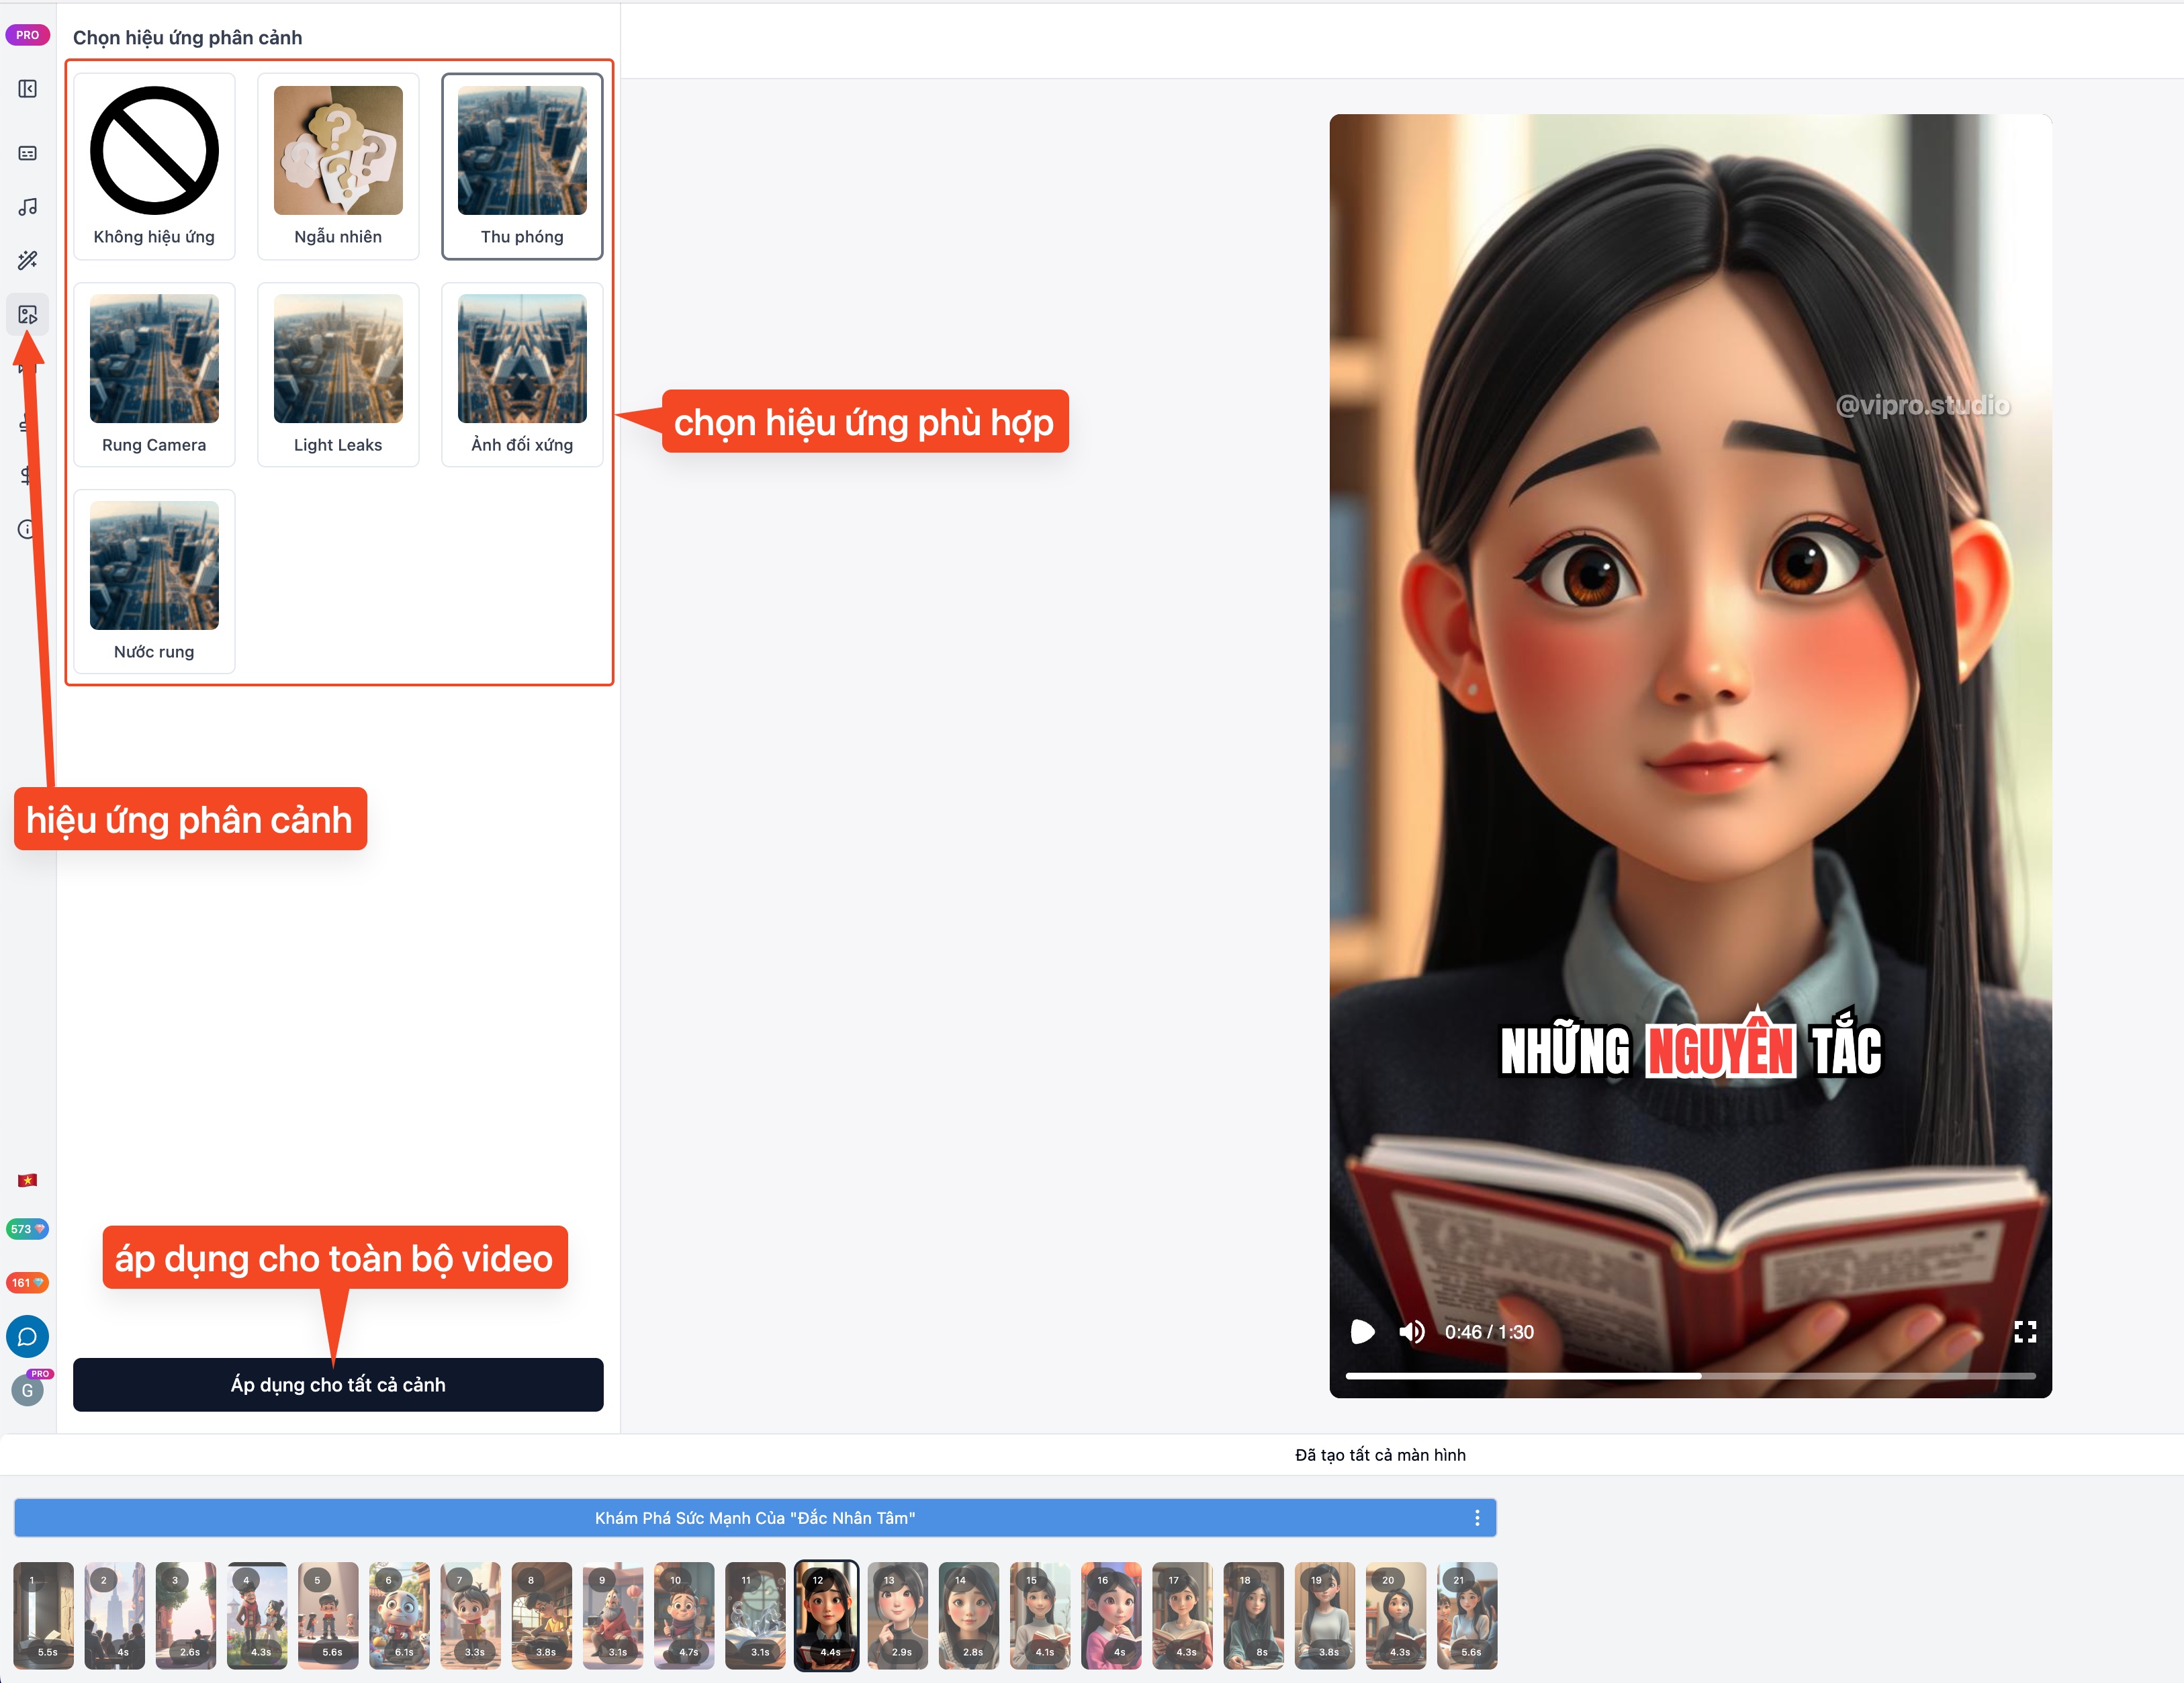 PRO
Chọn hiệu ứng phân cảnh
Không hiệu ứng
Ngẫu nhiên
Thu phóng
Rung Camera
Light Leaks
Ảnh đối xứng
Nước rung
chọn hiệu ứng phù hợp
hiệu ứng phân cảnh
áp dụng cho toàn bộ video
Áp dụng cho tất cả cảnh
573
161
PRO
G
@vipro.studio
NHỮNG NGUYÊN TẮC
0:46 / 1:30
Đã tạo tất cả màn hình
Khám Phá Sức Mạnh Của "Đắc Nhân Tâm"
1 2 3 4 5 6 7 8 9 10 11 12 13 14 15 16 17 18 19 20 21
5.5s 4s 2.6s 4.3s 5.6s 6.1s 3.3s 3.8s 3.1s 4.7s 3.1s 4.4s 2.9s 2.8s 4.1s 4s 4.3s 8s 3.8s 4.3s 5.6s